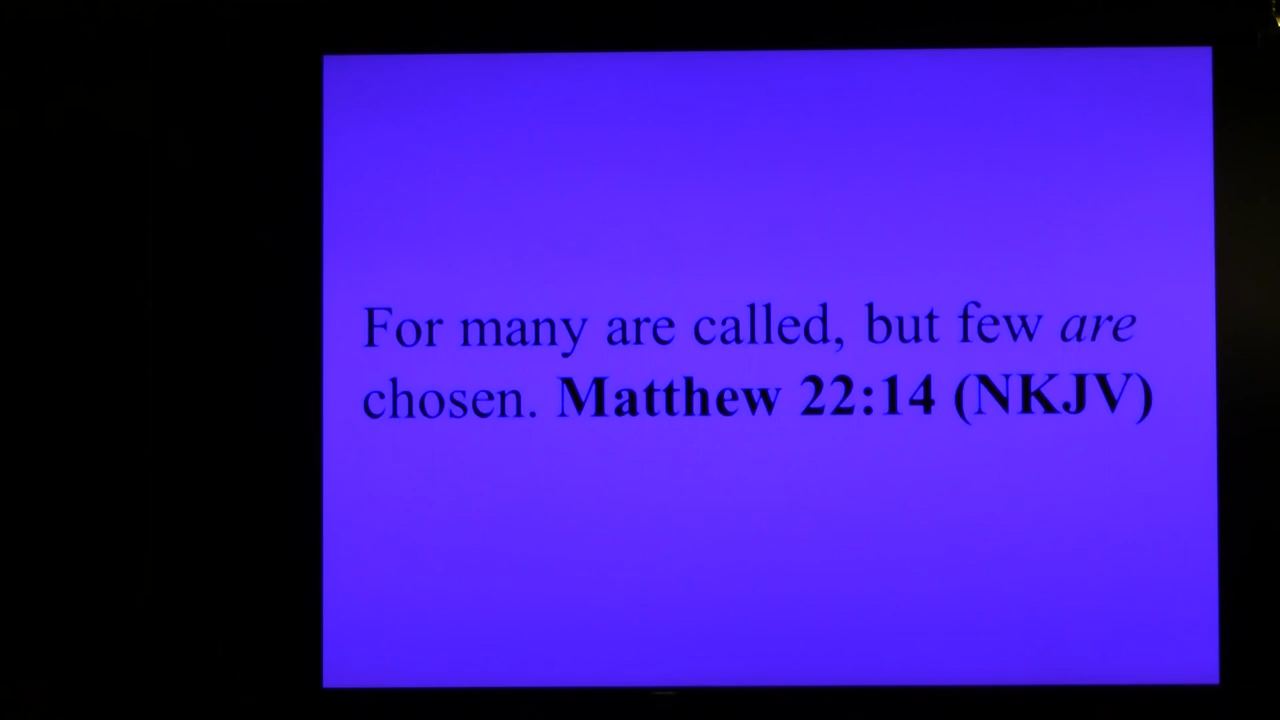 For many are called, but few are
chosen. Matthew 22:14 (NKJV)